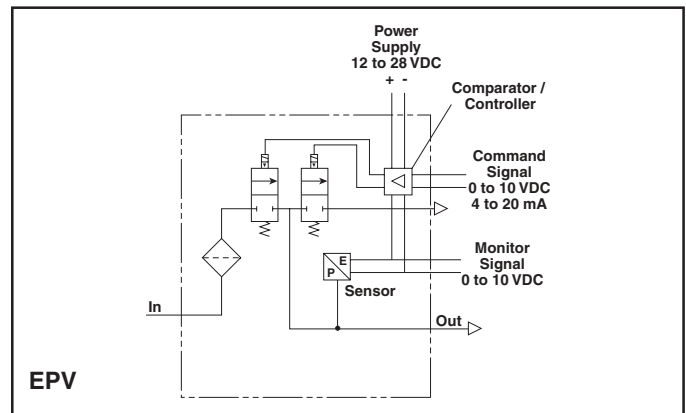 Power
Supply
12 to 28 VDC
+ -
Comparator /
Controller
Command
Signal
0 to 10 VDC
4 to 20 mA
Monitor
Signal
0 to 10 VDC
E
P
Sensor
In
Out
EPV